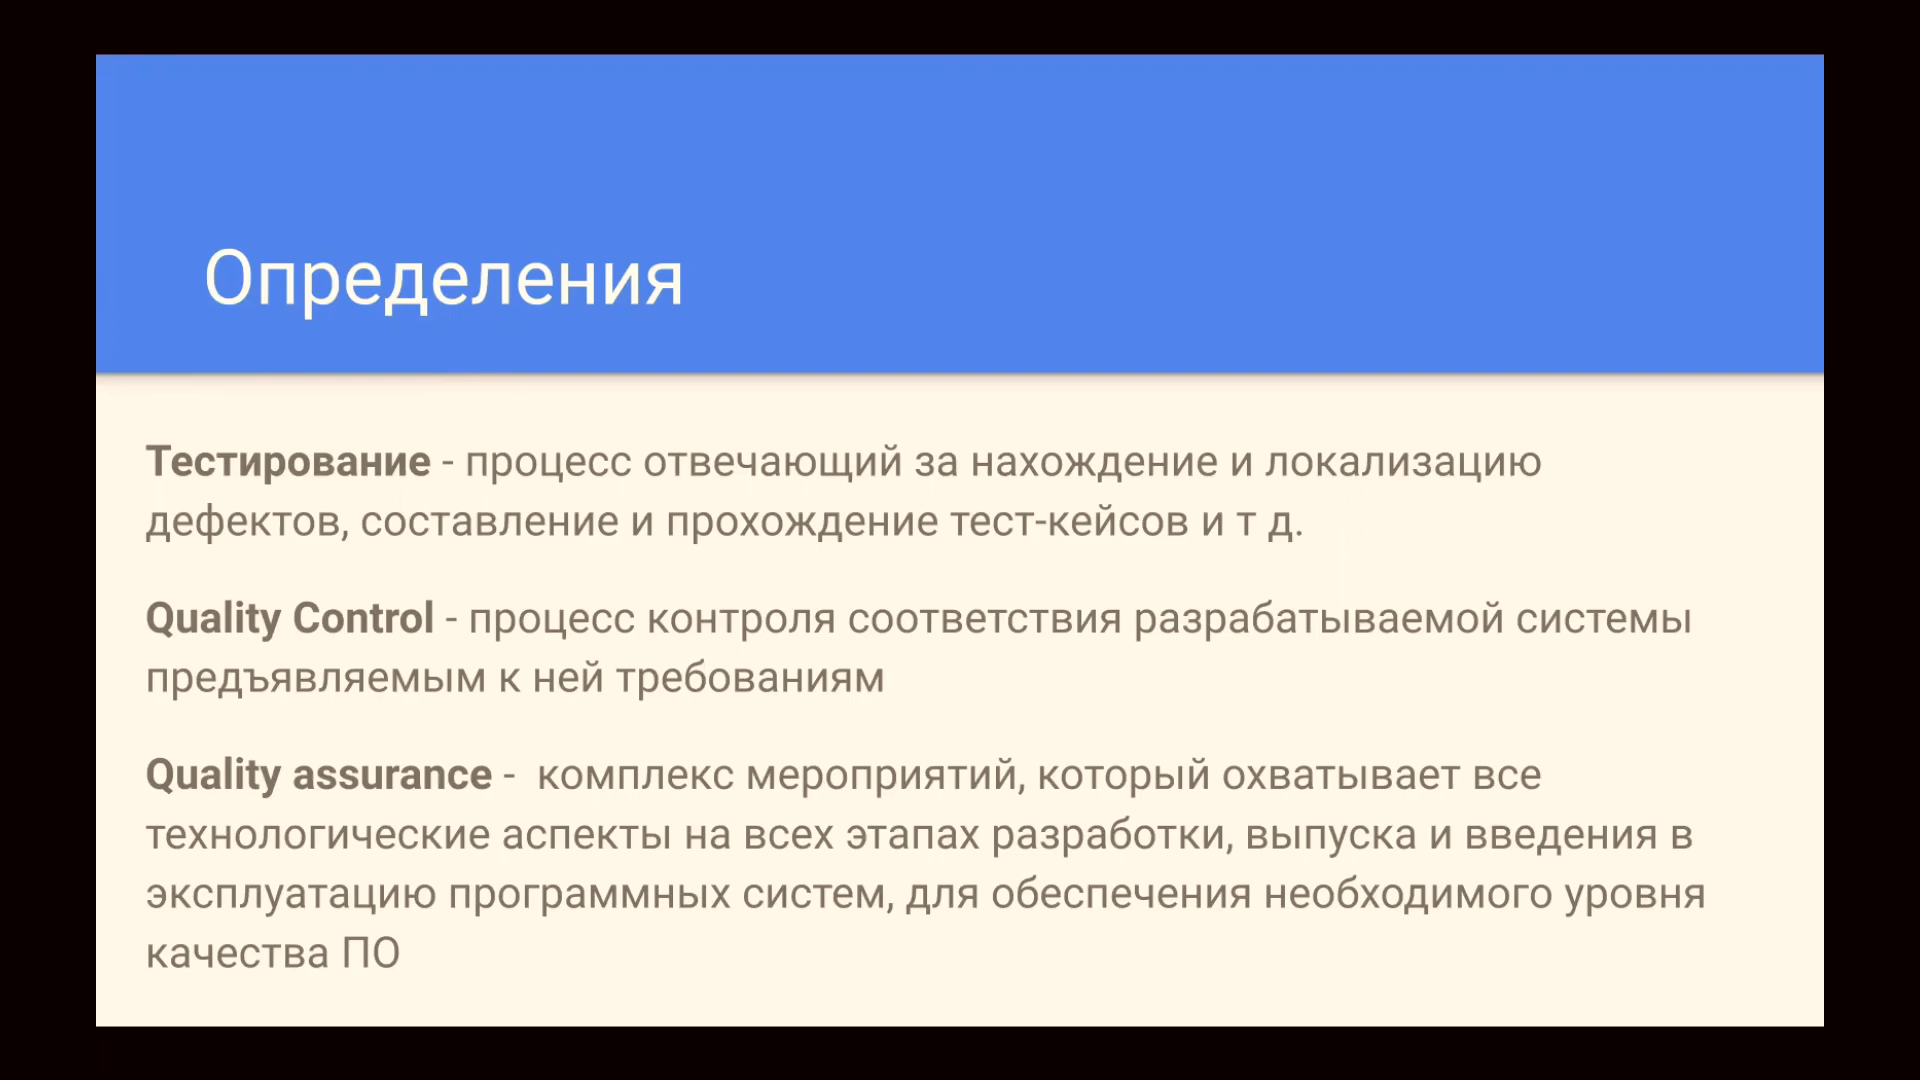 Определения
Тестирование - процесс отвечающий за нахождение и локализацию
дефектов, составление и прохождение тест-кейсов и т д.
Quality Control - процесс контроля соответствия разрабатываемой системы
предъявляемым к ней требованиям
Quality assurance -  комплекс мероприятий, который охватывает все
технологические аспекты на всех этапах разработки, выпуска и введения в
эксплуатацию программных систем, для обеспечения необходимого уровня
качества ПО